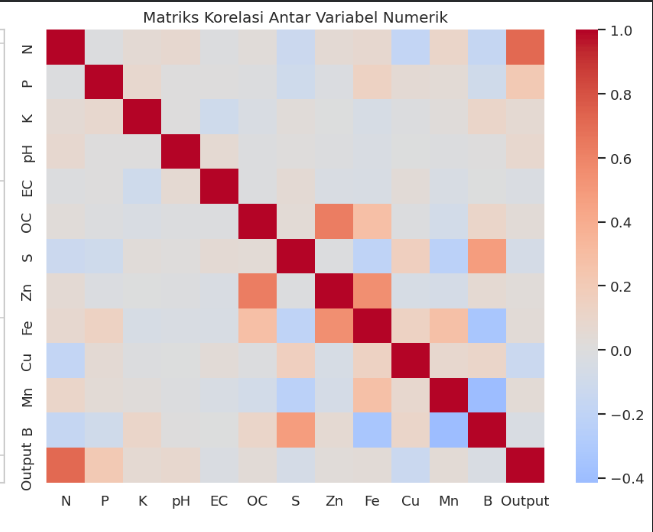 Matriks Korelasi Antar Variabel Numerik
N
P
K
pH
EC
OC
S
Zn
Fe
Cu
Mn
B
Output
N P K pH EC OC S Zn Fe Cu Mn B Output
1.0
0.8
0.6
0.4
0.2
0.0
−0.2
−0.4